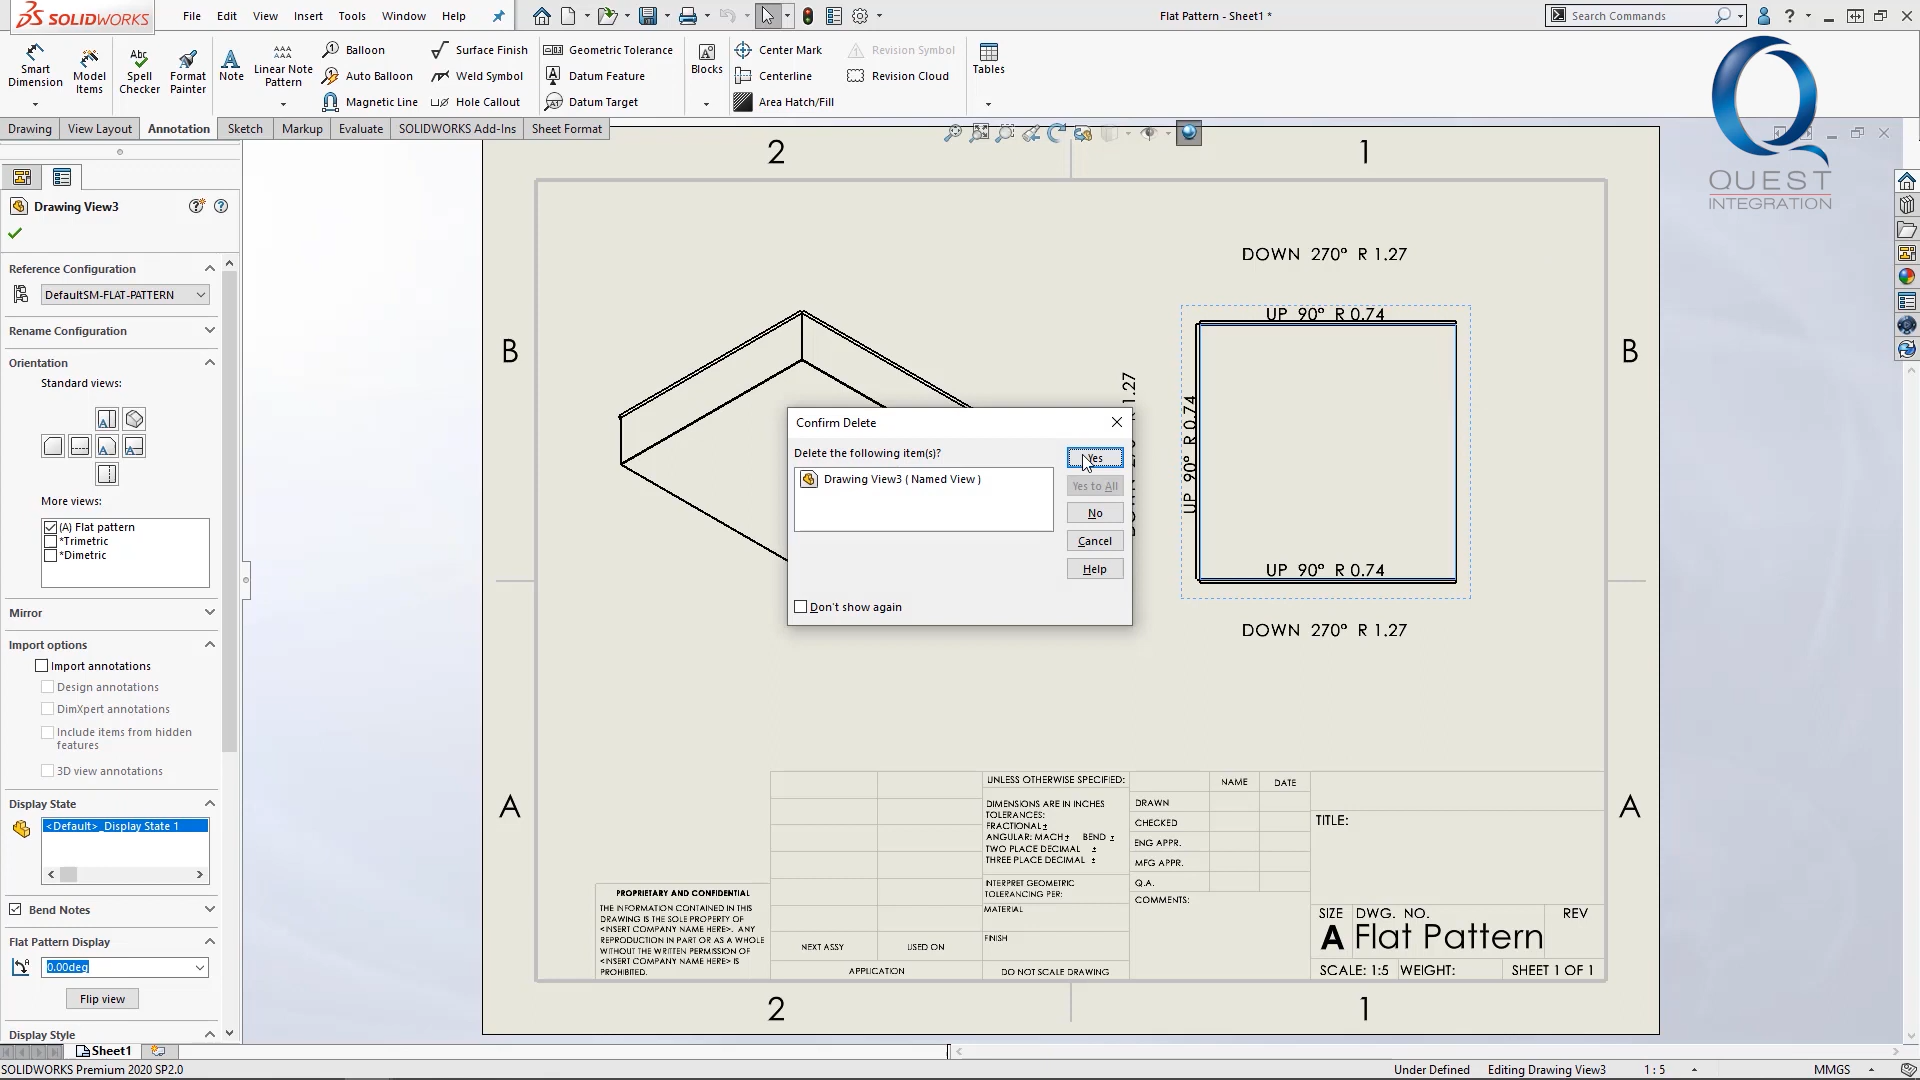 SOLIDWORKS
File Edit View Insert Tools Window Help
Flat Pattern - Sheet1 *
Search Commands
Smart Dimension
Model Items
Abc
Spell Checker
Format Painter
Note
Linear Note Pattern
Balloon
Auto Balloon
Magnetic Line
Surface Finish
Weld Symbol
Hole Callout
Geometric Tolerance
Datum Feature
Datum Target
Blocks
Center Mark
Centerline
Area Hatch/Fill
Revision Symbol
Revision Cloud
Tables
Drawing View Layout Annotation Sketch Markup Evaluate SOLIDWORKS Add-Ins Sheet Format
QUEST
INTEGRATION
Drawing View3
Reference Configuration
DefaultSM-FLAT-PATTERN
Rename Configuration
Orientation
Standard views:
More views:
(A) Flat pattern
*Trimetric
*Dimetric
Mirror
Import options
Import annotations
Design annotations
DimXpert annotations
Include items from hidden
features
3D view annotations
Display State
<Default>_Display State 1
Bend Notes
Flat Pattern Display
0.00deg
Flip view
Display Style
2 1
B B
DOWN 270° R 1.27
UP 90° R 0.74
UP 90° R 0.74
UP 90° R 0.74
DOWN 270° R 1.27
Confirm Delete
Delete the following item(s)?
Drawing View3 ( Named View )
Yes
Yes to All
No
Cancel
Help
Don't show again
A A
UNLESS OTHERWISE SPECIFIED:
DIMENSIONS ARE IN INCHES
TOLERANCES:
FRACTIONAL±
ANGULAR: MACH± BEND ±
TWO PLACE DECIMAL ±
THREE PLACE DECIMAL ±
INTERPRET GEOMETRIC
TOLERANCING PER:
MATERIAL
FINISH
DO NOT SCALE DRAWING
NAME DATE
DRAWN
CHECKED
ENG APPR.
MFG APPR.
Q.A.
COMMENTS:
TITLE:
SIZE DWG. NO. REV
A Flat Pattern
SCALE: 1:5 WEIGHT: SHEET 1 OF 1
PROPRIETARY AND CONFIDENTIAL
THE INFORMATION CONTAINED IN THIS
DRAWING IS THE SOLE PROPERTY OF
<INSERT COMPANY NAME HERE>. ANY
REPRODUCTION IN PART OR AS A WHOLE
WITHOUT THE WRITTEN PERMISSION OF
<INSERT COMPANY NAME HERE> IS
PROHIBITED.
NEXT ASSY USED ON
APPLICATION
2 1
Sheet1
SOLIDWORKS Premium 2020 SP2.0
Under Defined Editing Drawing View3 1 : 5 MMGS